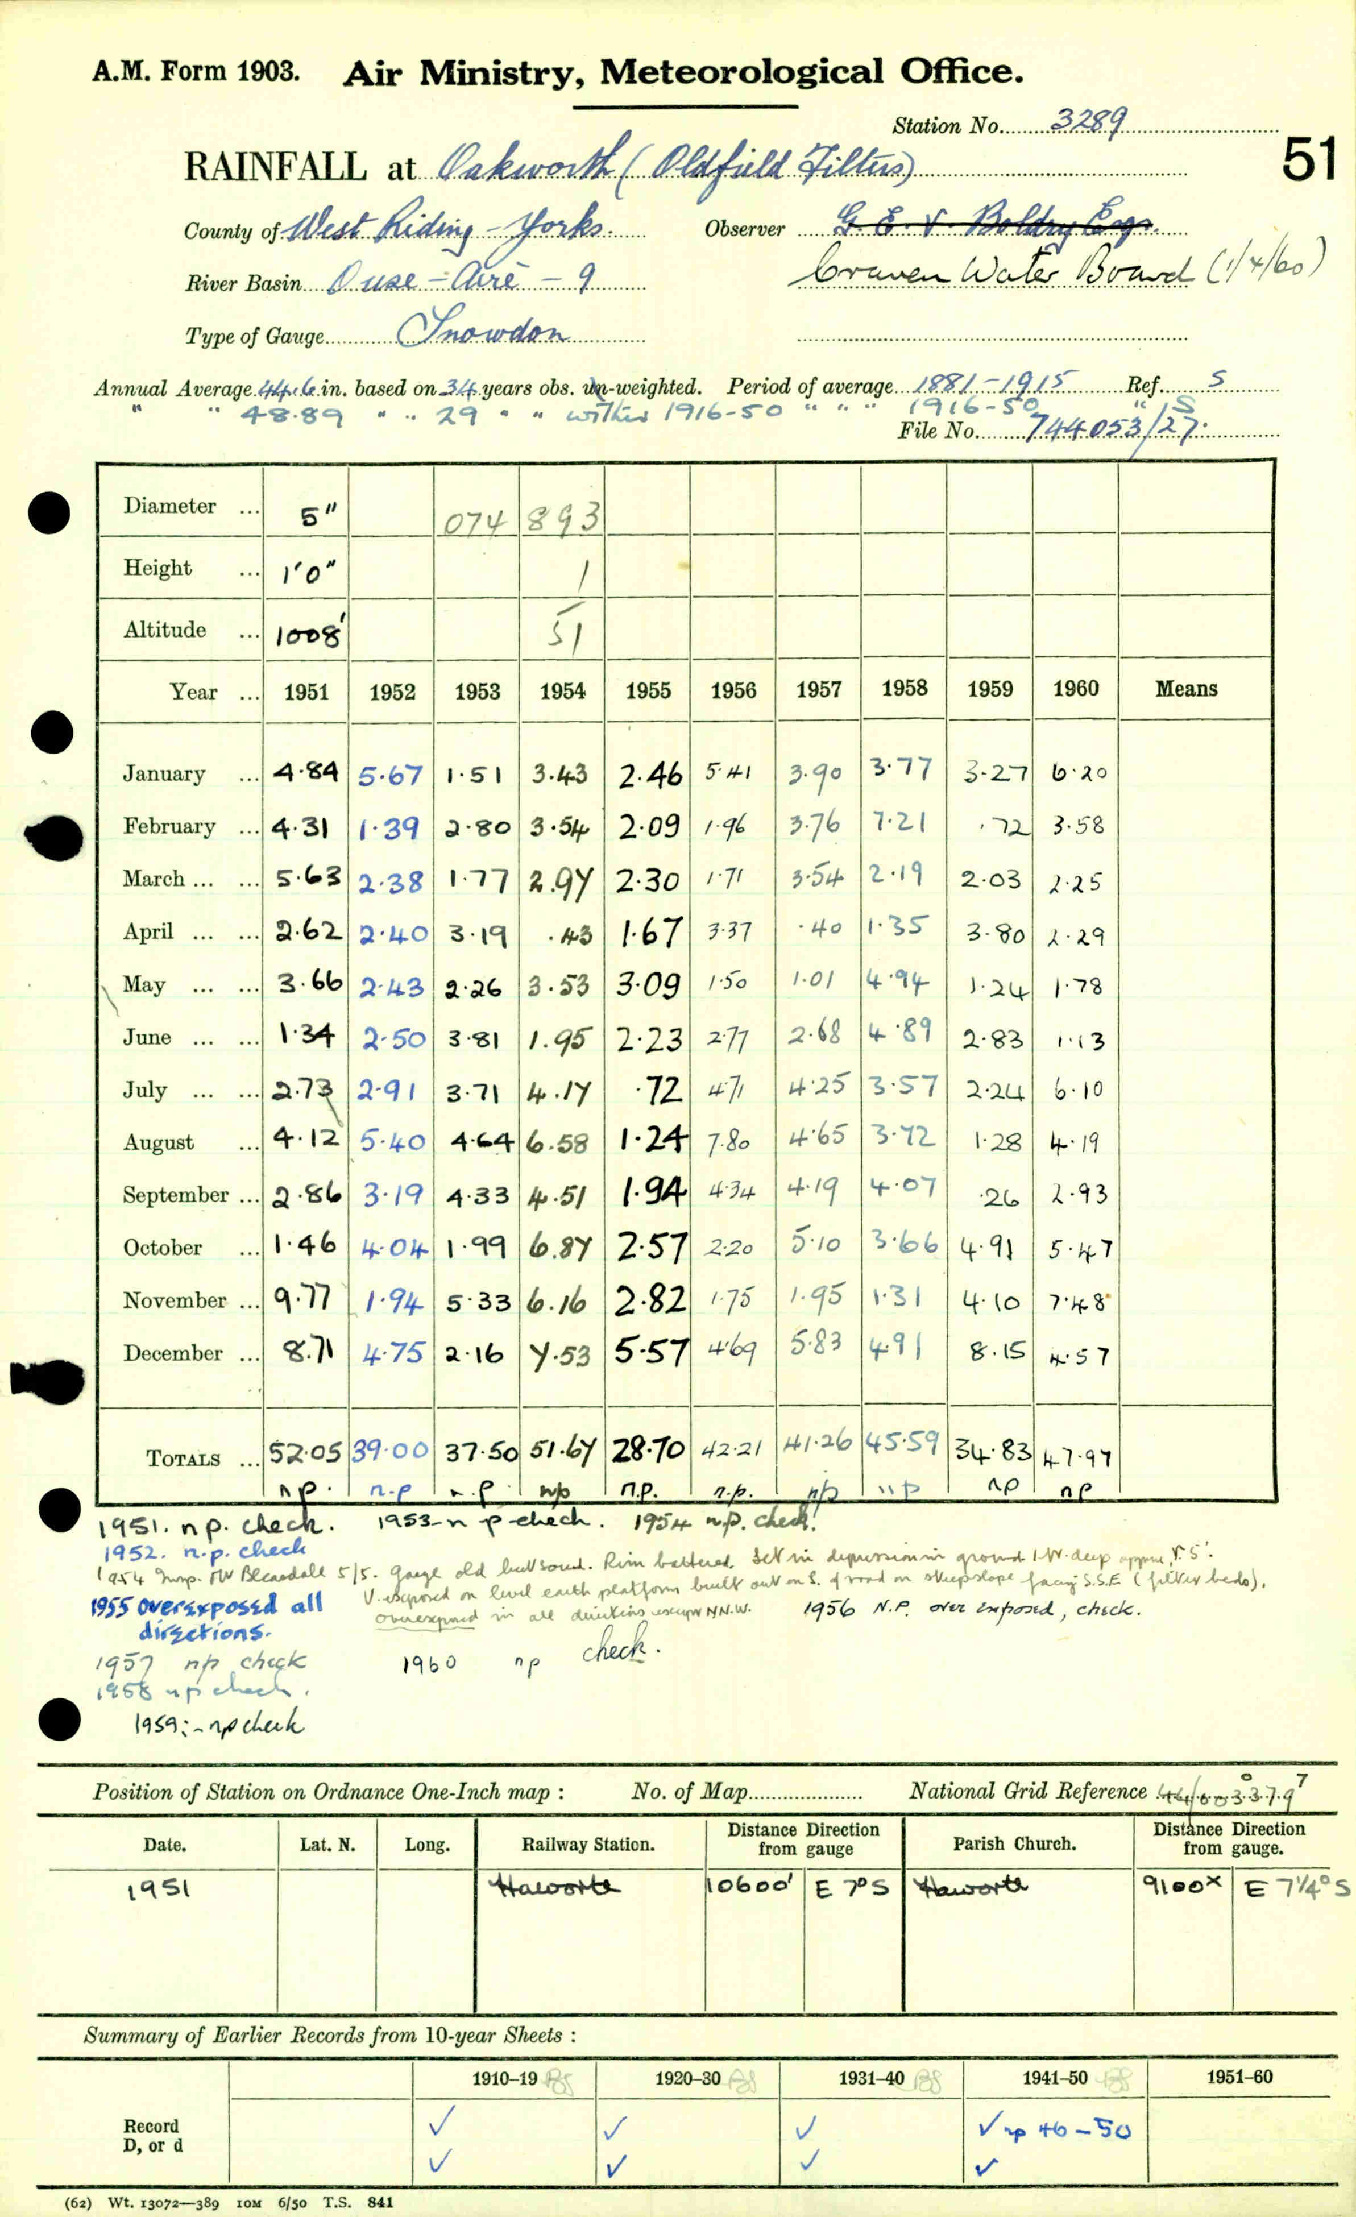 A.M. Form 1903. Air Ministry, Meteorological Office.
Station No. 3289
51
RAINFALL at Oakworth (Oldfield Filters)
County of West Riding - Yorks. Observer G. E. V. Boldry Esq.
River Basin Ouse - Aire - 9 Craven Water Board (1/4/60)
Type of Gauge Snowdon
Annual Average 44.6 in. based on 34 years obs. un-weighted. Period of average 1881-1915 Ref. S
" " 48.89 " " 29 " " within 1916-50 " " " 1916-50 " S
File No. 744053/27.
Diameter ... 5" 074 893
Height ... 1'0" 1
Altitude ... 1008' 51
Year ... 1951 1952 1953 1954 1955 1956 1957 1958 1959 1960 Means
January ... 4.84 5.67 1.51 3.43 2.46 5.41 3.90 3.77 3.27 6.20
February ... 4.31 1.39 2.80 3.54 2.09 1.96 3.76 7.21 .72 3.58
March ... ... 5.63 2.38 1.77 2.97 2.30 1.71 3.54 2.19 2.03 2.25
April ... ... 2.62 2.40 3.19 .43 1.67 3.37 .40 1.35 3.80 2.29
May ... ... 3.66 2.43 2.26 3.53 3.09 1.50 1.01 4.94 1.24 1.78
June ... ... 1.34 2.50 3.81 1.95 2.23 2.77 2.68 4.89 2.83 1.13
July ... ... 2.73 2.91 3.71 4.17 .72 4.71 4.25 3.57 2.24 6.10
August ... 4.12 5.40 4.64 6.58 1.24 7.80 4.65 3.72 1.28 4.19
September ... 2.86 3.19 4.33 4.51 1.94 4.34 4.19 4.07 .26 2.93
October ... 1.46 4.04 1.99 6.87 2.57 2.20 5.10 3.66 4.91 5.47
November ... 9.77 1.94 5.33 6.16 2.82 1.75 1.95 1.31 4.10 7.48
December ... 8.71 4.75 2.16 7.53 5.57 4.69 5.83 4.91 8.15 4.57
TOTALS ... 52.05 39.00 37.50 51.67 28.70 42.21 41.26 45.59 34.83 47.97
n.p. n.p n.p. np n.p. n.p. np np np np
1951. n.p. check. 1953 - n p check. 1954 n.p. check.
1952. n.p. check
1954 Insp. JW Bleasdale 5/5. Gauge old but sound. Rim battered. Set in depression in ground 1-W. deep approx, r. 5'.
V. exposed on level earth platform built out on S. of road on steep slope facing S.S.E (filter beds).
1955 overexposed all directions.
overexposed in all directions except NN.W. 1956 N.P. over exposed, check.
1957 np check 1960 np check.
1958 np check.
1959:- np check
Position of Station on Ordnance One-Inch map : No. of Map National Grid Reference 44/003379 0 7
Date. Lat. N. Long. Railway Station. Distance Direction from gauge Parish Church. Distance Direction from gauge.
1951 Haworth 10600' E 7° S Haworth 9100x E 7¼° S
Summary of Earlier Records from 10-year Sheets :
1910–19 1920–30 1931–40 1941–50 1951–60
Record
D, or d
✓ ✓ ✓ ✓ np 46-50
✓ ✓ ✓ ✓
(62) Wt. 13072—389 10M 6/50 T.S. 841